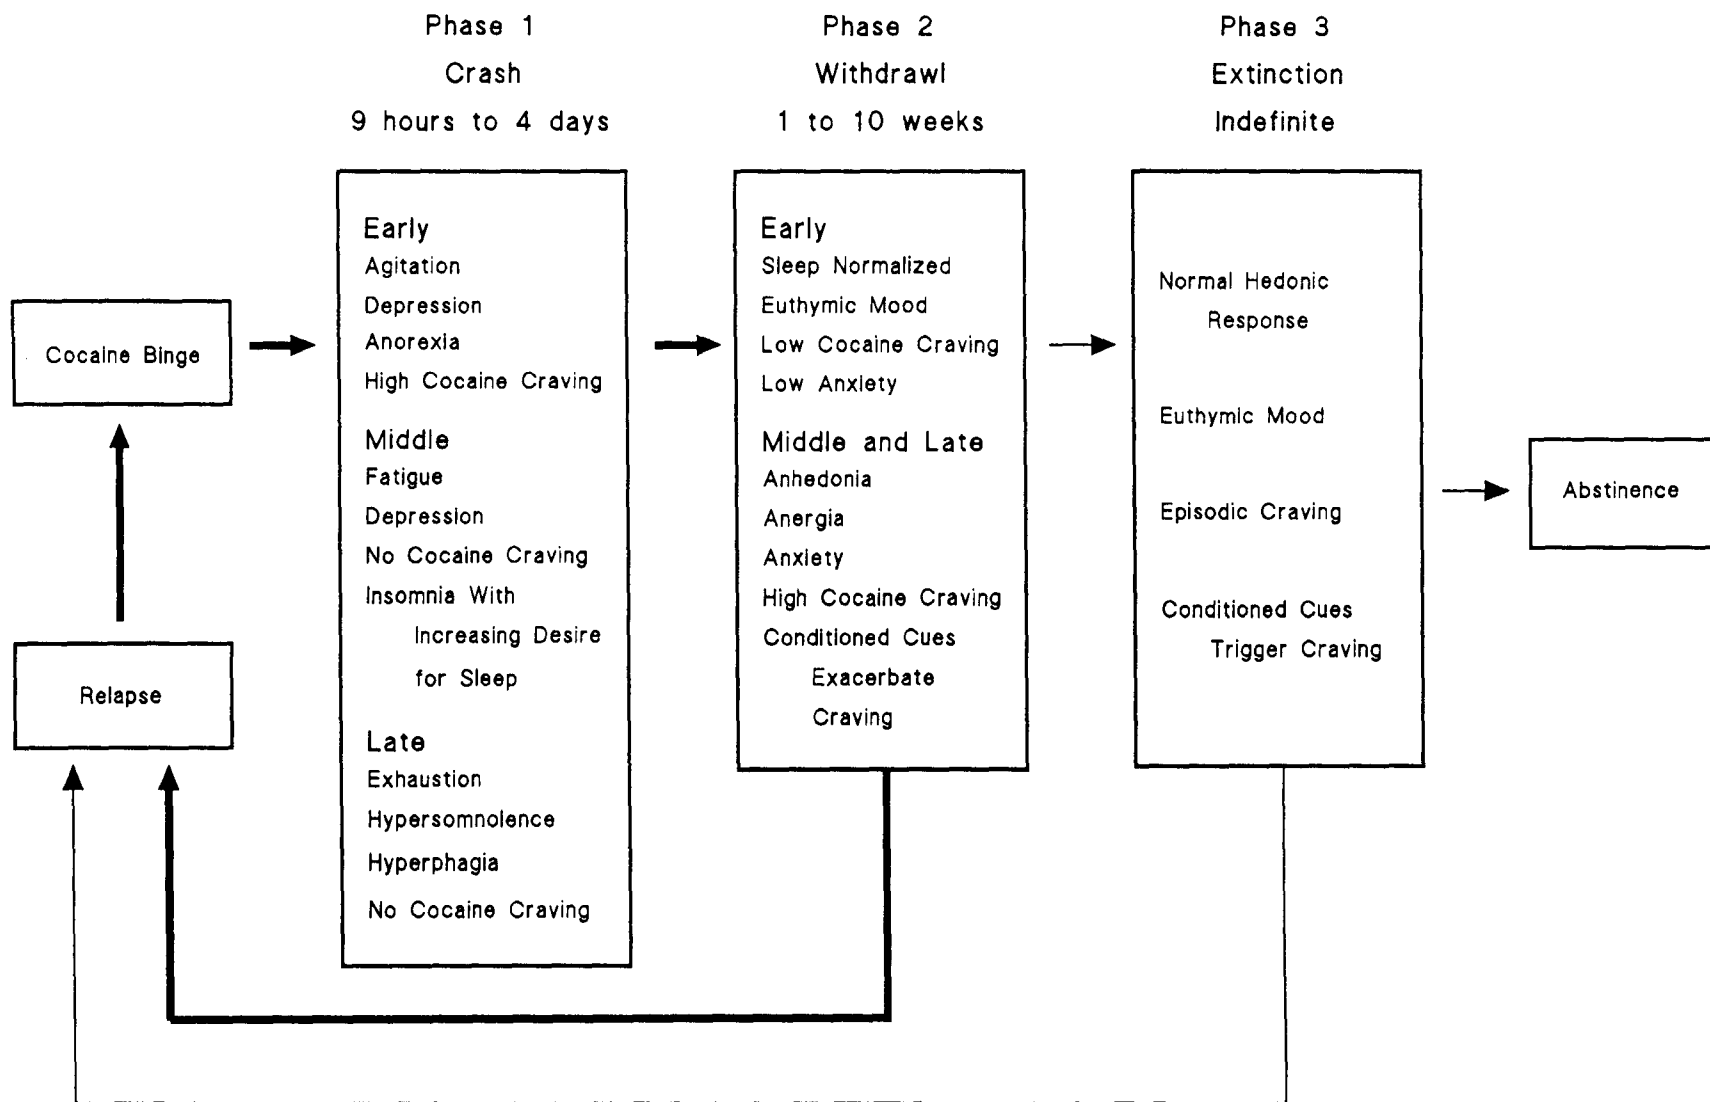 Phase 1
Crash
9 hours to 4 days
Phase 2
Withdrawl
1 to 10 weeks
Phase 3
Extinction
Indefinite
Cocaine Binge
Relapse
Early
Agitation
Depression
Anorexia
High Cocaine Craving
Middle
Fatigue
Depression
No Cocaine Craving
Insomnia With
Increasing Desire
for Sleep
Late
Exhaustion
Hypersomnolence
Hyperphagia
No Cocaine Craving
Early
Sleep Normalized
Euthymic Mood
Low Cocaine Craving
Low Anxiety
Middle and Late
Anhedonia
Anergia
Anxiety
High Cocaine Craving
Conditioned Cues
Exacerbate
Craving
Normal Hedonic
Response
Euthymic Mood
Episodic Craving
Conditioned Cues
Trigger Craving
Abstinence